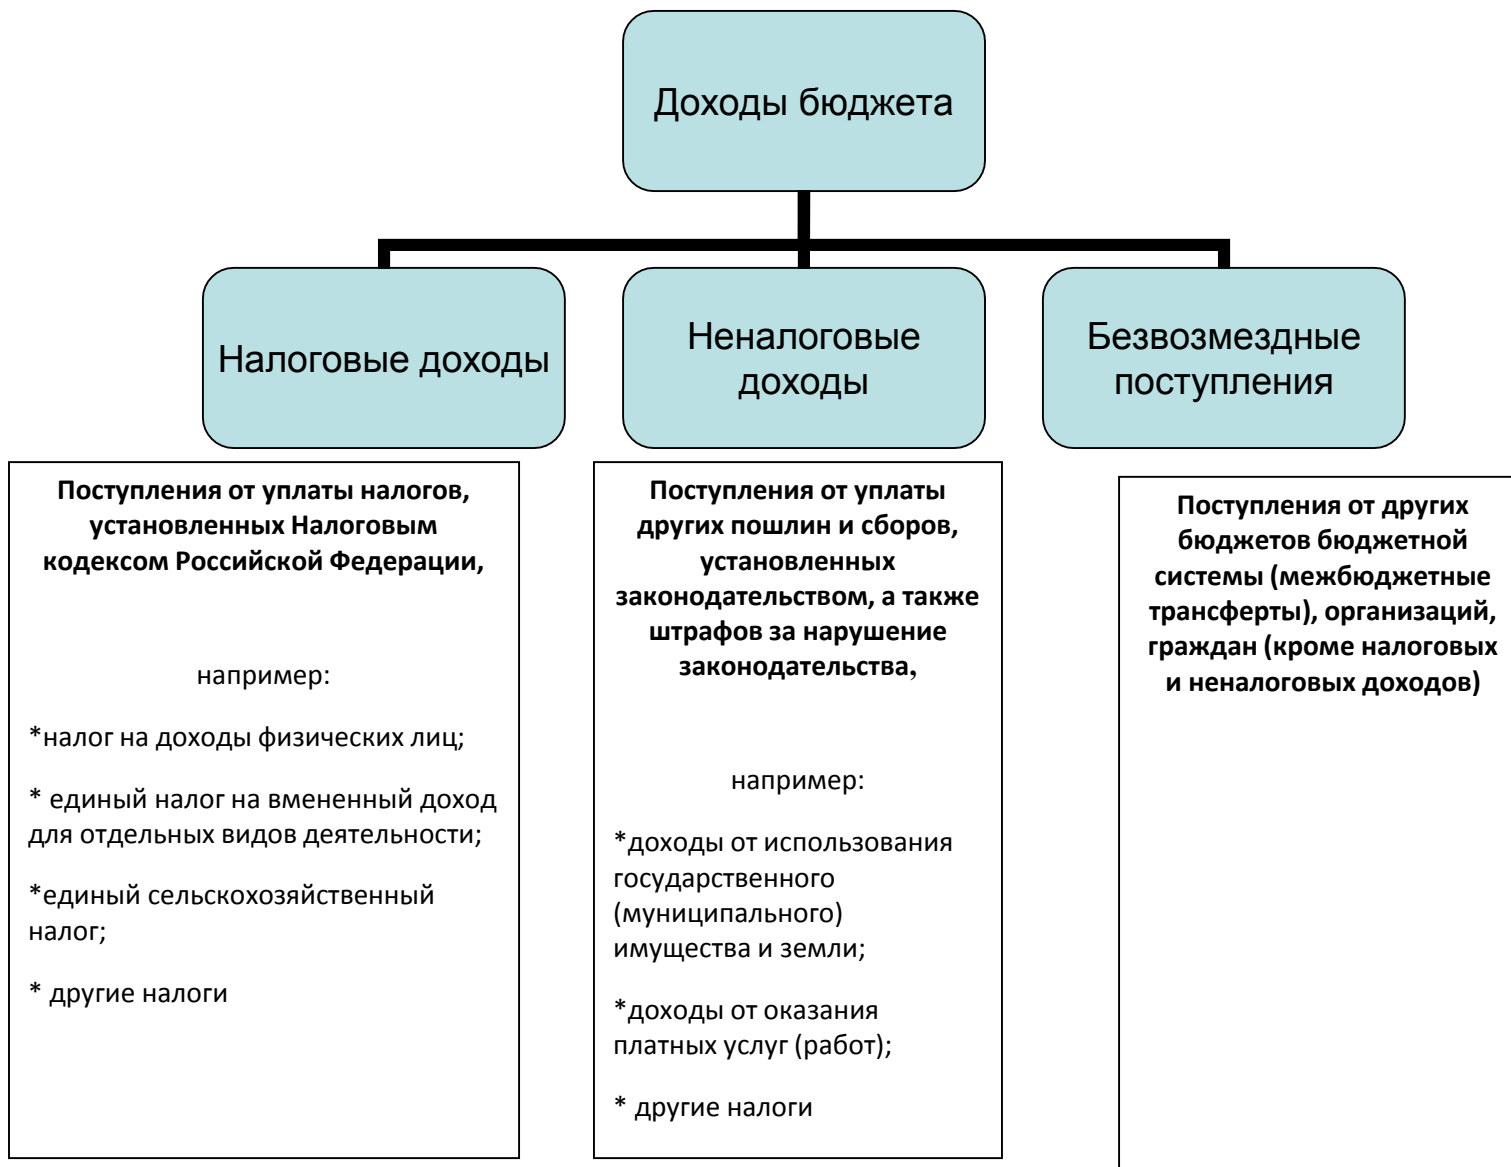 Доходы бюджета
Налоговые доходы
Неналоговые
доходы
Безвозмездные
поступления
Поступления от уплаты налогов,
установленных Налоговым
кодексом Российской Федерации,
например:
*налог на доходы физических лиц;
* единый налог на вмененный доход
для отдельных видов деятельности;
*единый сельскохозяйственный
налог;
* другие налоги
Поступления от уплаты
других пошлин и сборов,
установленных
законодательством, а также
штрафов за нарушение
законодательства,
например:
*доходы от использования
государственного
(муниципального)
имущества и земли;
*доходы от оказания
платных услуг (работ);
* другие налоги
Поступления от других
бюджетов бюджетной
системы (межбюджетные
трансферты), организаций,
граждан (кроме налоговых
и неналоговых доходов)